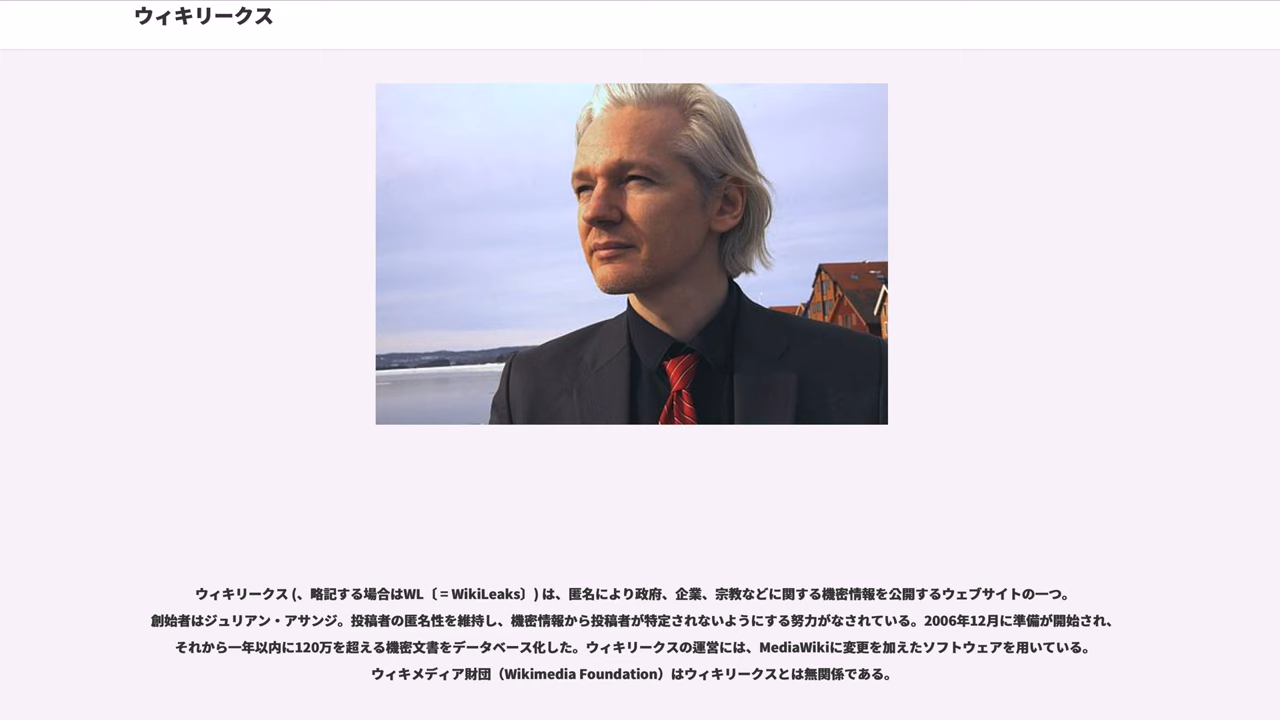 ウィキリークス
ウィキリークス (、略記する場合はWL〔 = WikiLeaks〕) は、匿名により政府、企業、宗教などに関する機密情報を公開するウェブサイトの一つ。
創始者はジュリアン・アサンジ。投稿者の匿名性を維持し、機密情報から投稿者が特定されないようにする努力がなされている。2006年12月に準備が開始され、
それから一年以内に120万を超える機密文書をデータベース化した。ウィキリークスの運営には、MediaWikiに変更を加えたソフトウェアを用いている。
ウィキメディア財団（Wikimedia Foundation）はウィキリークスとは無関係である。